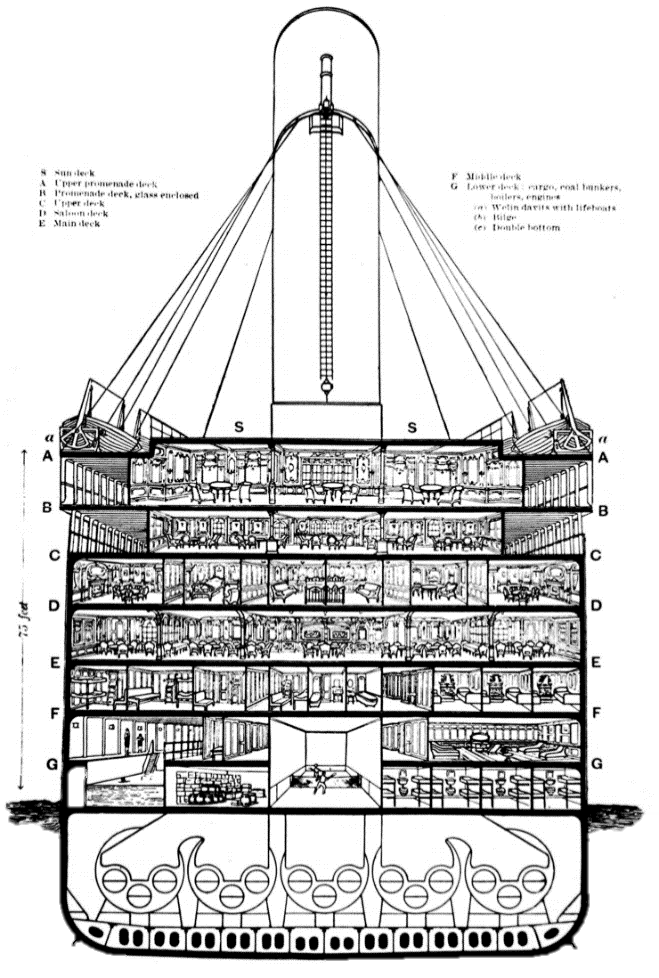 S Sun deck
A Upper promenade deck
B Promenade deck, glass enclosed
C Upper deck
D Saloon deck
E Main deck
F Middle deck
G Lower deck : cargo, coal bunkers,
boilers, engines
(a) Welin davits with lifeboats
(b) Bilge
(c) Double bottom
S S
a a
A A
B B
C C
D D
75 feet
E E
F F
G G